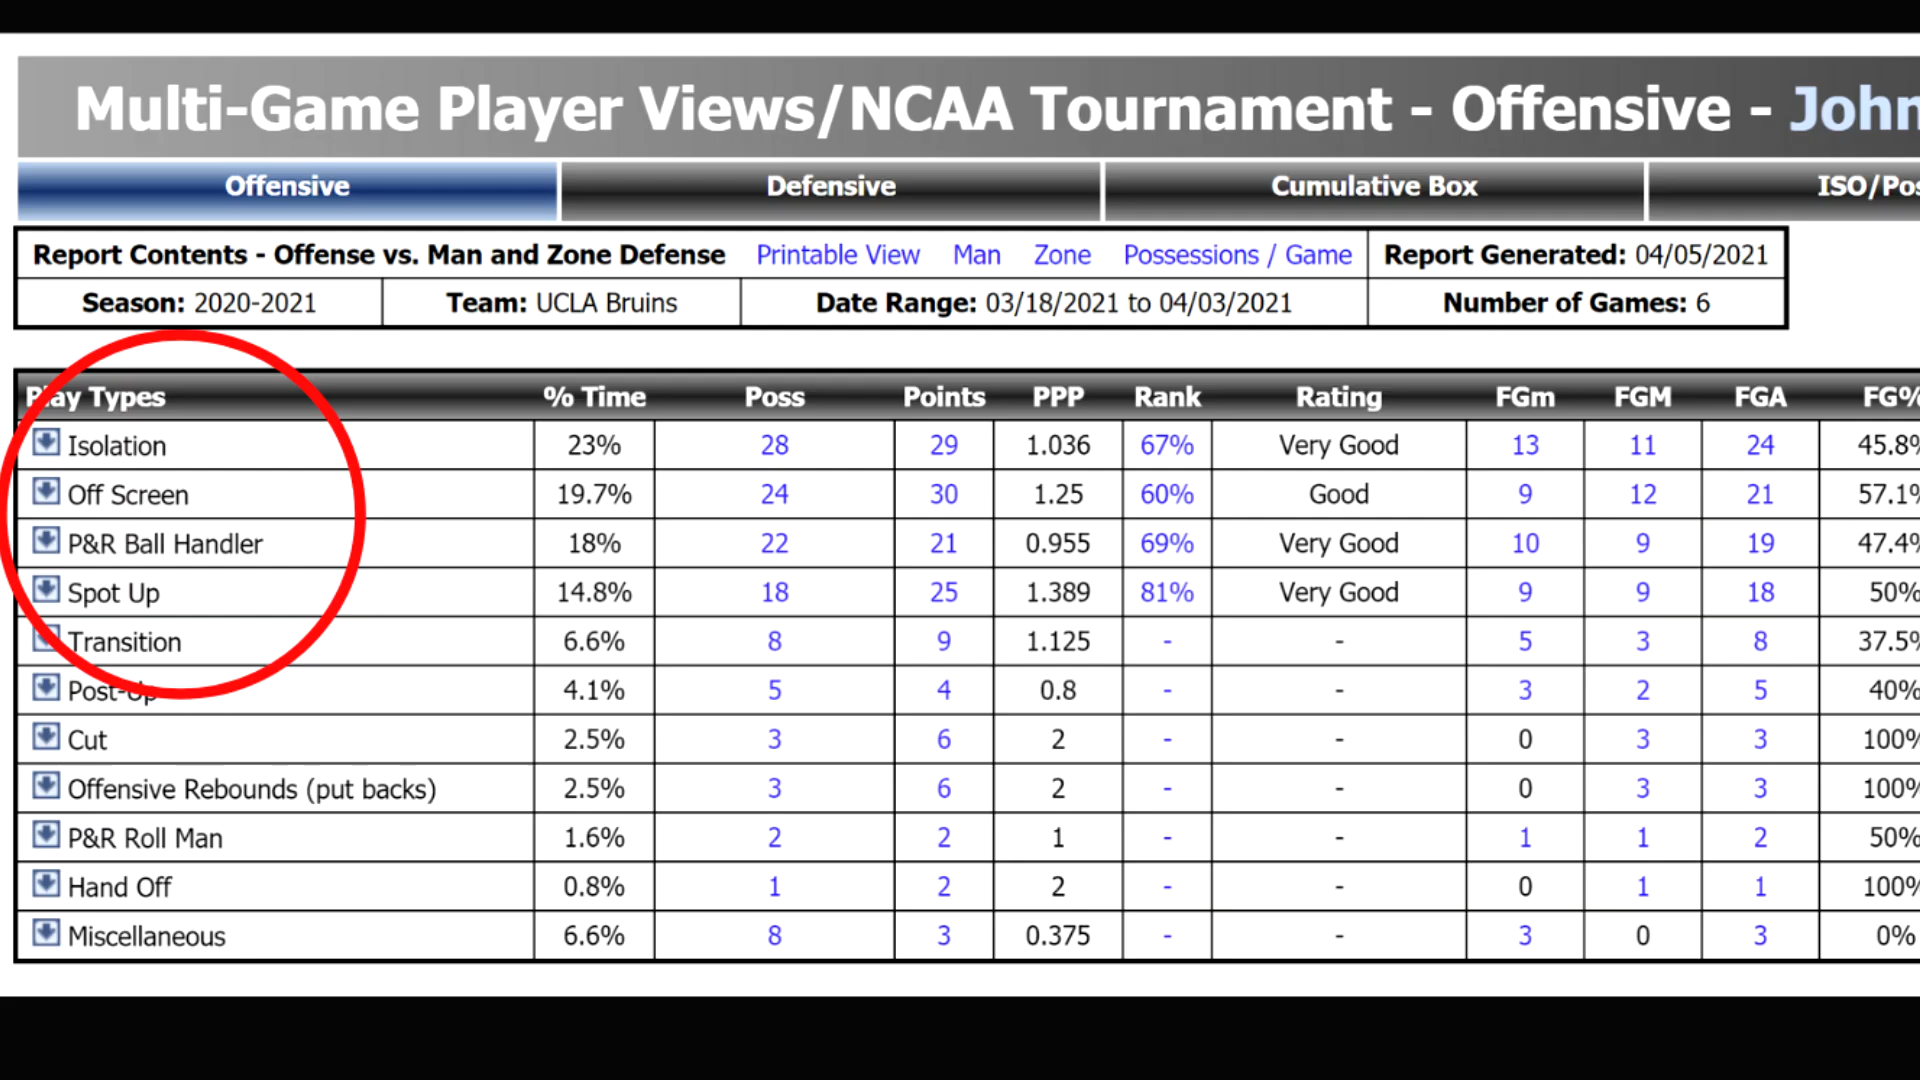 Multi-Game Player Views/NCAA Tournament - Offensive - John
Offensive Defensive Cumulative Box ISO/Pos
Report Contents - Offense vs. Man and Zone Defense Printable View Man Zone Possessions / Game Report Generated: 04/05/2021
Season: 2020-2021 Team: UCLA Bruins Date Range: 03/18/2021 to 04/03/2021 Number of Games: 6
Play Types % Time Poss Points PPP Rank Rating FGm FGM FGA FG%
Isolation 23% 28 29 1.036 67% Very Good 13 11 24 45.8%
Off Screen 19.7% 24 30 1.25 60% Good 9 12 21 57.1%
P&R Ball Handler 18% 22 21 0.955 69% Very Good 10 9 19 47.4%
Spot Up 14.8% 18 25 1.389 81% Very Good 9 9 18 50%
Transition 6.6% 8 9 1.125 - - 5 3 8 37.5%
Post-Up 4.1% 5 4 0.8 - - 3 2 5 40%
Cut 2.5% 3 6 2 - - 0 3 3 100%
Offensive Rebounds (put backs) 2.5% 3 6 2 - - 0 3 3 100%
P&R Roll Man 1.6% 2 2 1 - - 1 1 2 50%
Hand Off 0.8% 1 2 2 - - 0 1 1 100%
Miscellaneous 6.6% 8 3 0.375 - - 3 0 3 0%